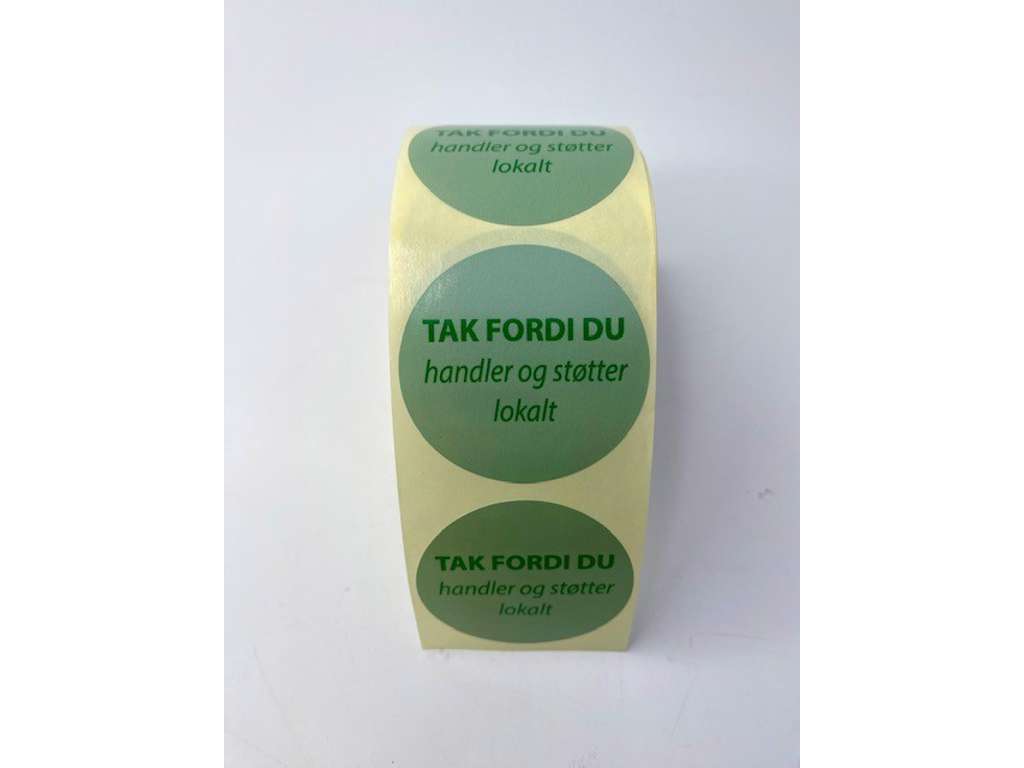 TAK FORDI DU
handler og støtter
lokalt
TAK FORDI DU
handler og støtter
lokalt
TAK FORDI DU
handler og støtter
lokalt